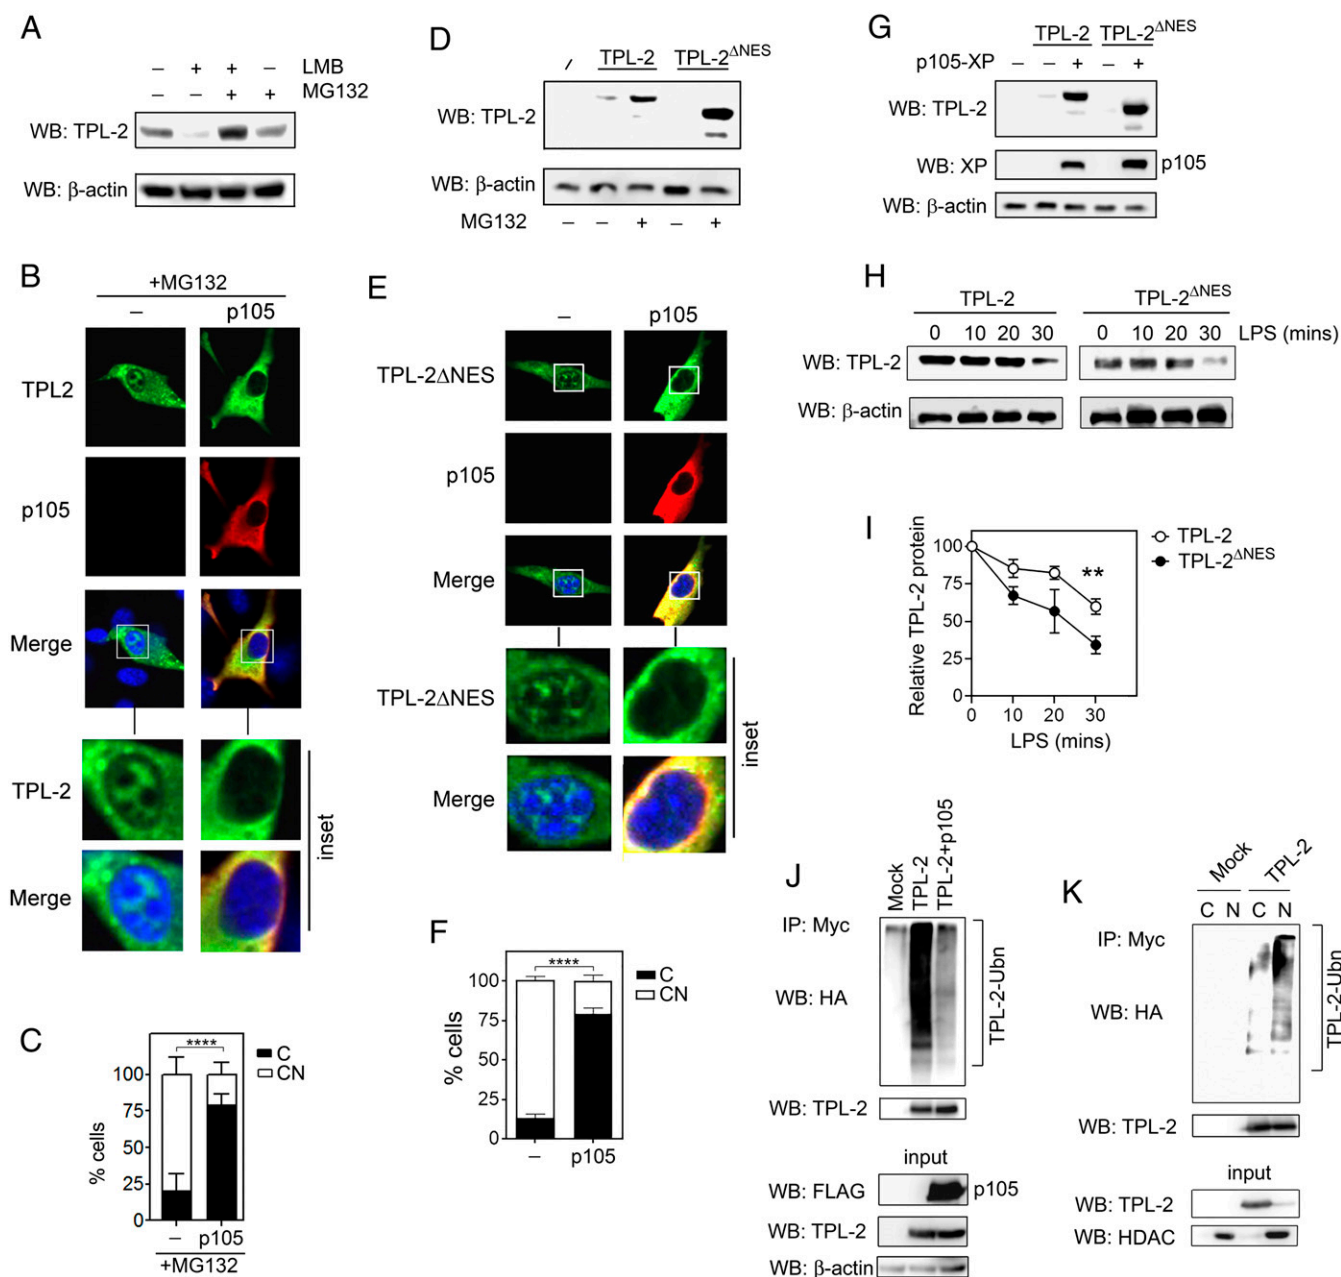 A
− + + − LMB
− − + + MG132
WB: TPL-2
WB: β-actin
B
+MG132
− p105
TPL2
p105
Merge
TPL-2
Merge
inset
C
****
% cells
100
75
50
25
0
− p105
+MG132
C
CN
D
/ TPL-2 TPL-2ΔNES
WB: TPL-2
WB: β-actin
MG132 − − + − +
E
− p105
TPL-2ΔNES
p105
Merge
TPL-2ΔNES
Merge
inset
F
****
% cells
100
75
50
25
0
− p105
C
CN
G
TPL-2 TPL-2ΔNES
p105-XP − − + − +
WB: TPL-2
WB: XP p105
WB: β-actin
H
TPL-2 TPL-2ΔNES
0 10 20 30 0 10 20 30 LPS (mins)
WB: TPL-2
WB: β-actin
I
Relative TPL-2 protein
100
75
50
25
0
**
0 10 20 30
LPS (mins)
TPL-2
TPL-2ΔNES
J
Mock TPL-2 TPL-2+p105
IP: Myc
WB: HA
TPL-2-Ubn
WB: TPL-2
input
WB: FLAG p105
WB: TPL-2
WB: β-actin
K
Mock TPL-2
C N C N
IP: Myc
WB: HA
TPL-2-Ubn
WB: TPL-2
input
WB: TPL-2
WB: HDAC